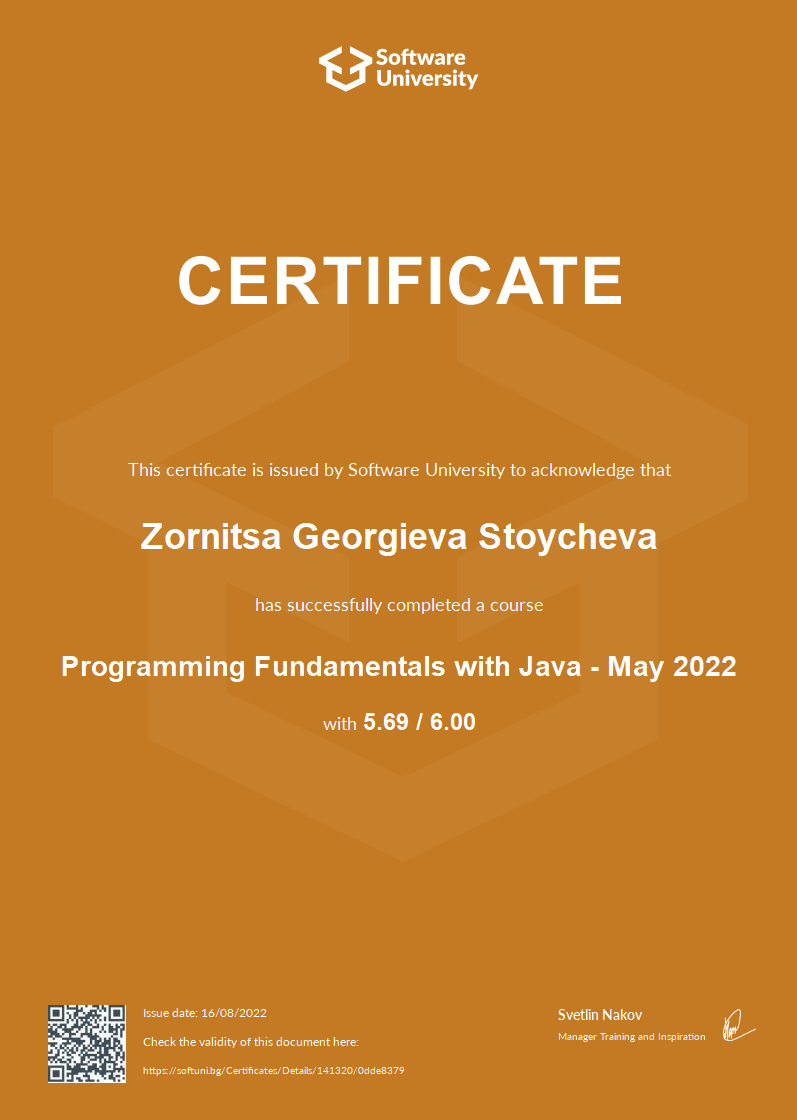 Software
University
CERTIFICATE
This certificate is issued by Software University to acknowledge that
Zornitsa Georgieva Stoycheva
has successfully completed a course
Programming Fundamentals with Java - May 2022
with 5.69 / 6.00
Issue date: 16/08/2022
Check the validity of this document here:
https://softuni.bg/Certificates/Details/141320/0dde8379
Svetlin Nakov
Manager Training and Inspiration